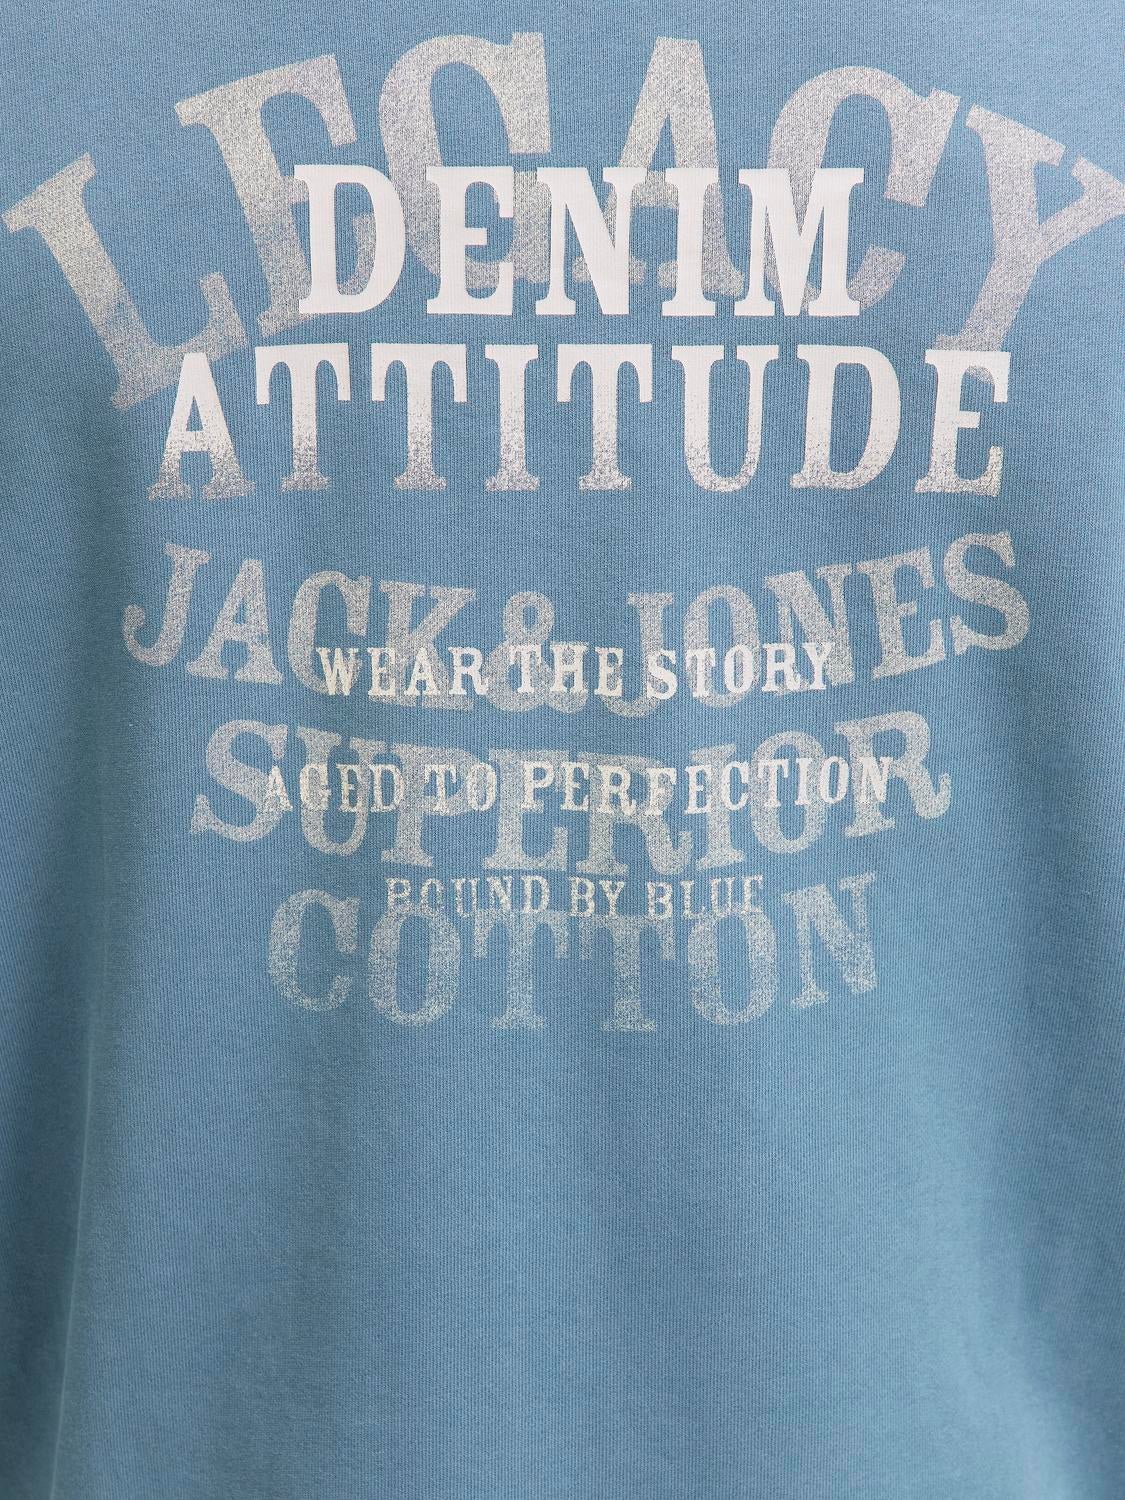 LEGACY
DENIM
ATTITUDE
JACK & JONES
WEAR THE STORY
SUPERIOR
AGED TO PERFECTION
BOUND BY BLUE
COTTON